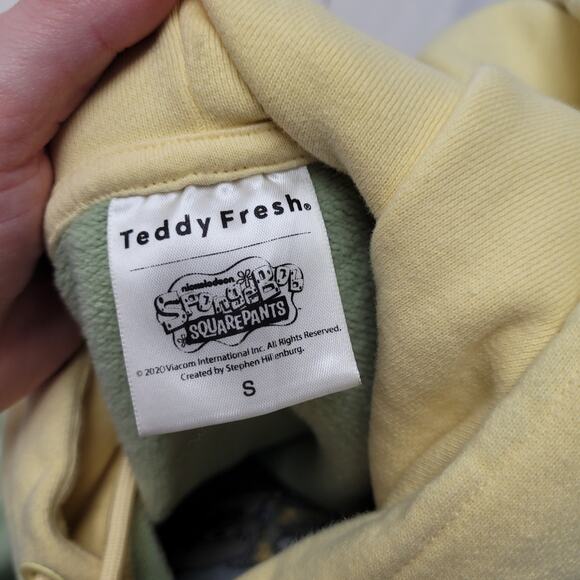 Teddy Fresh®
nickelodeon
SpongeBob
SQUAREPANTS
© 2020 Viacom International Inc. All Rights Reserved.
Created by Stephen Hillenburg.
S